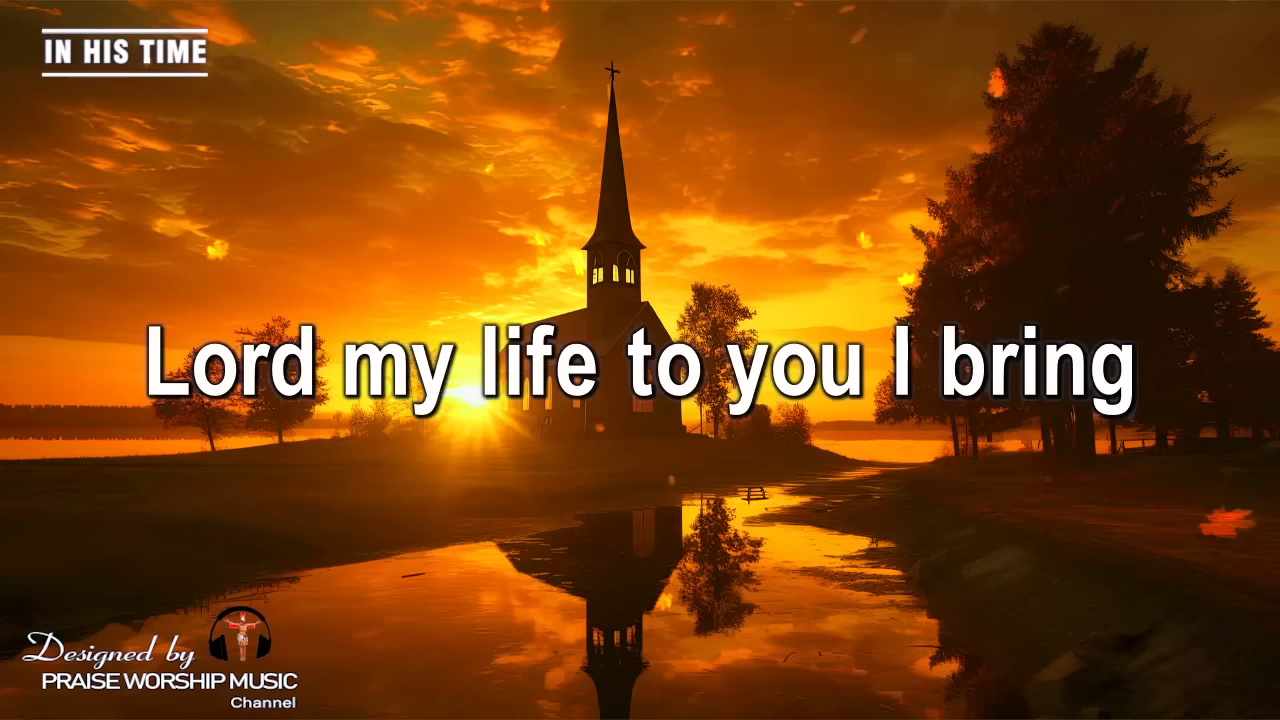 IN HIS TIME
Lord my life to you I bring
Designed by
PRAISE WORSHIP MUSIC
Channel